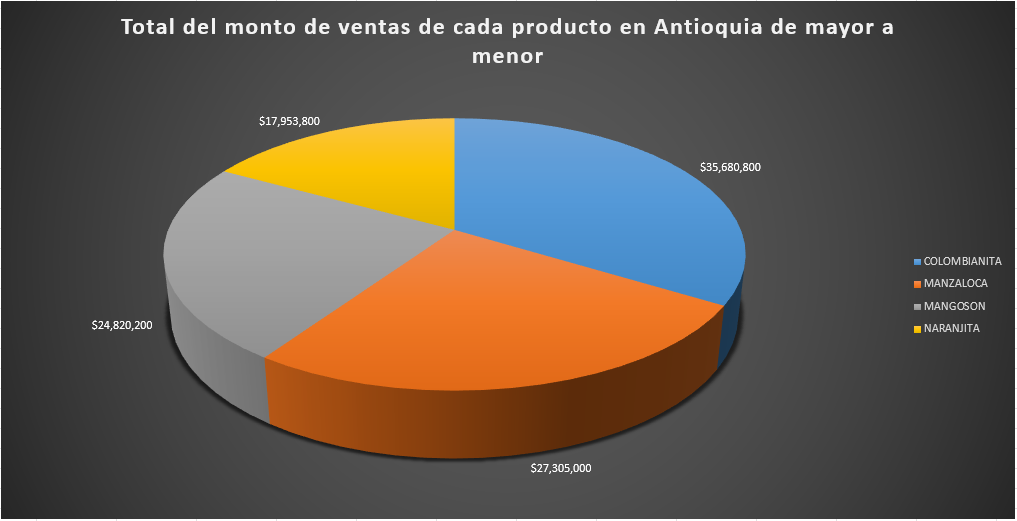 Total del monto de ventas de cada producto en Antioquia de mayor a
menor
$17,953,800
$35,680,800
$24,820,200
$27,305,000
COLOMBIANITA
MANZALOCA
MANGOSON
NARANJITA